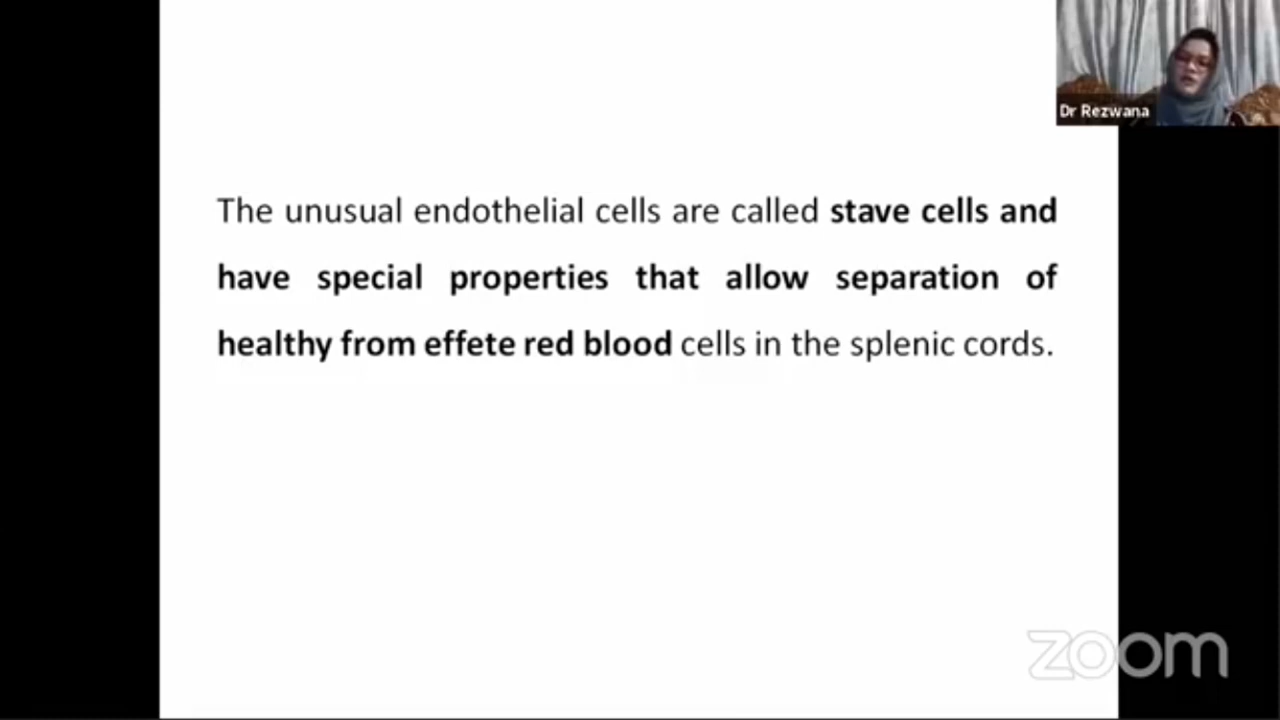 Dr Rezwana
The unusual endothelial cells are called stave cells and
have special properties that allow separation of
healthy from effete red blood cells in the splenic cords.
zoom